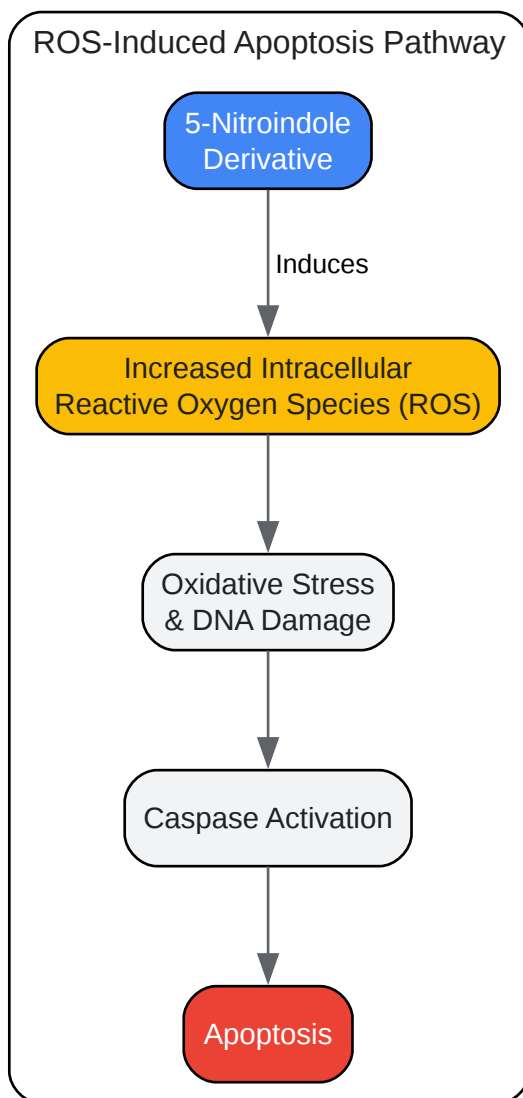 ROS-Induced Apoptosis Pathway
5-Nitroindole
Derivative
Induces
Increased Intracellular
Reactive Oxygen Species (ROS)
Oxidative Stress
& DNA Damage
Caspase Activation
Apoptosis